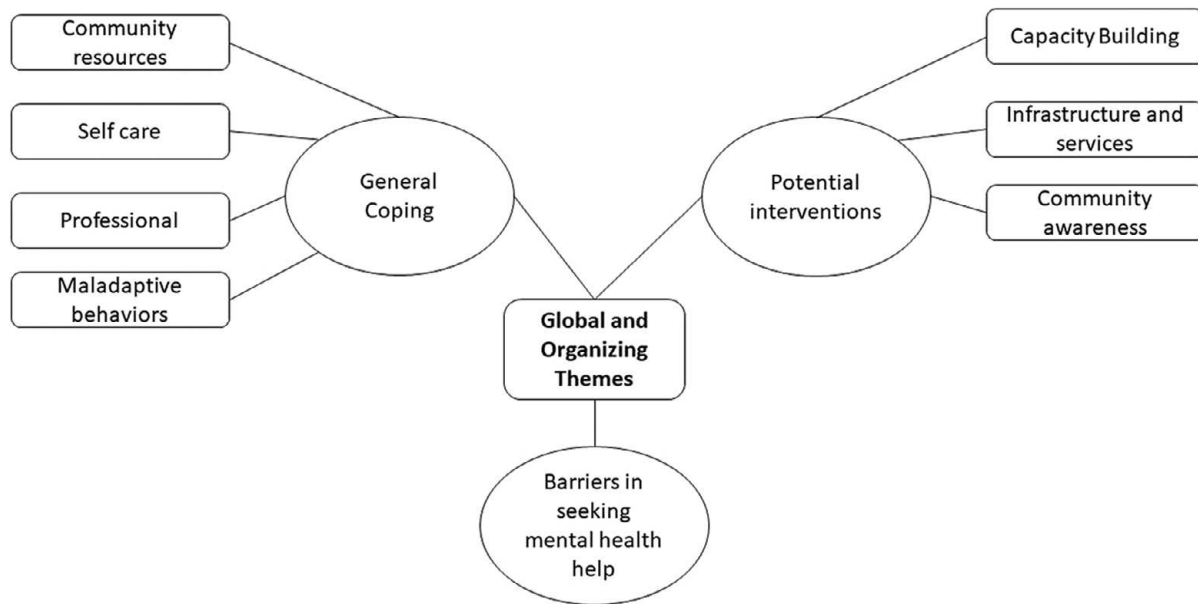 Community
resources
Self care
Professional
Maladaptive
behaviors
General
Coping
Capacity Building
Infrastructure and
services
Community
awareness
Potential
interventions
Global and
Organizing
Themes
Barriers in
seeking
mental health
help